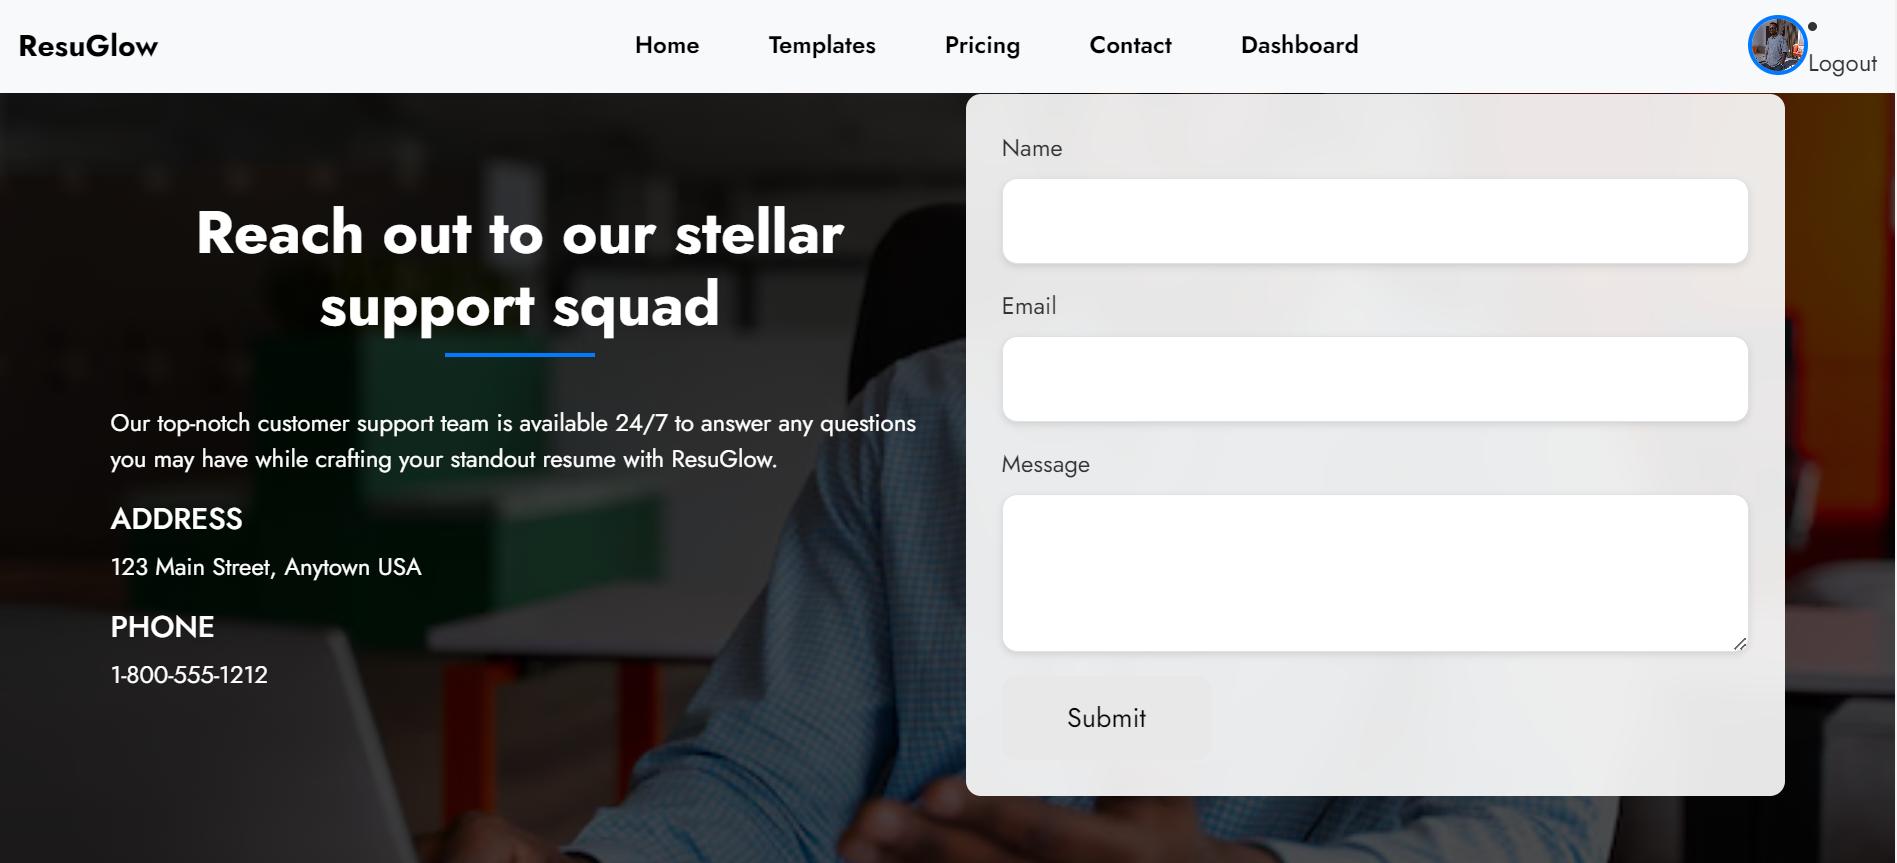 ResuGlow
Home
Templates
Pricing
Contact
Dashboard
Logout
Reach out to our stellar
support squad
Our top-notch customer support team is available 24/7 to answer any questions
you may have while crafting your standout resume with ResuGlow.
ADDRESS
123 Main Street, Anytown USA
PHONE
1-800-555-1212
Name
Email
Message
Submit